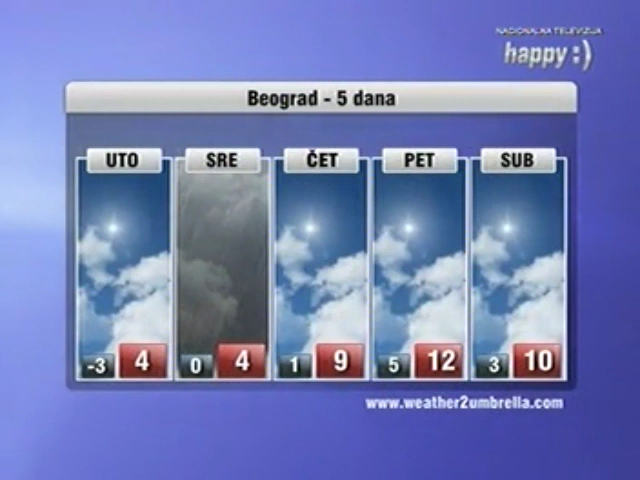 NACIONALNA TELEVIZIJA
happy :)
Beograd - 5 dana
UTO SRE ČET PET SUB
-3 4 0 4 1 9 5 12 3 10
www.weather2umbrella.com